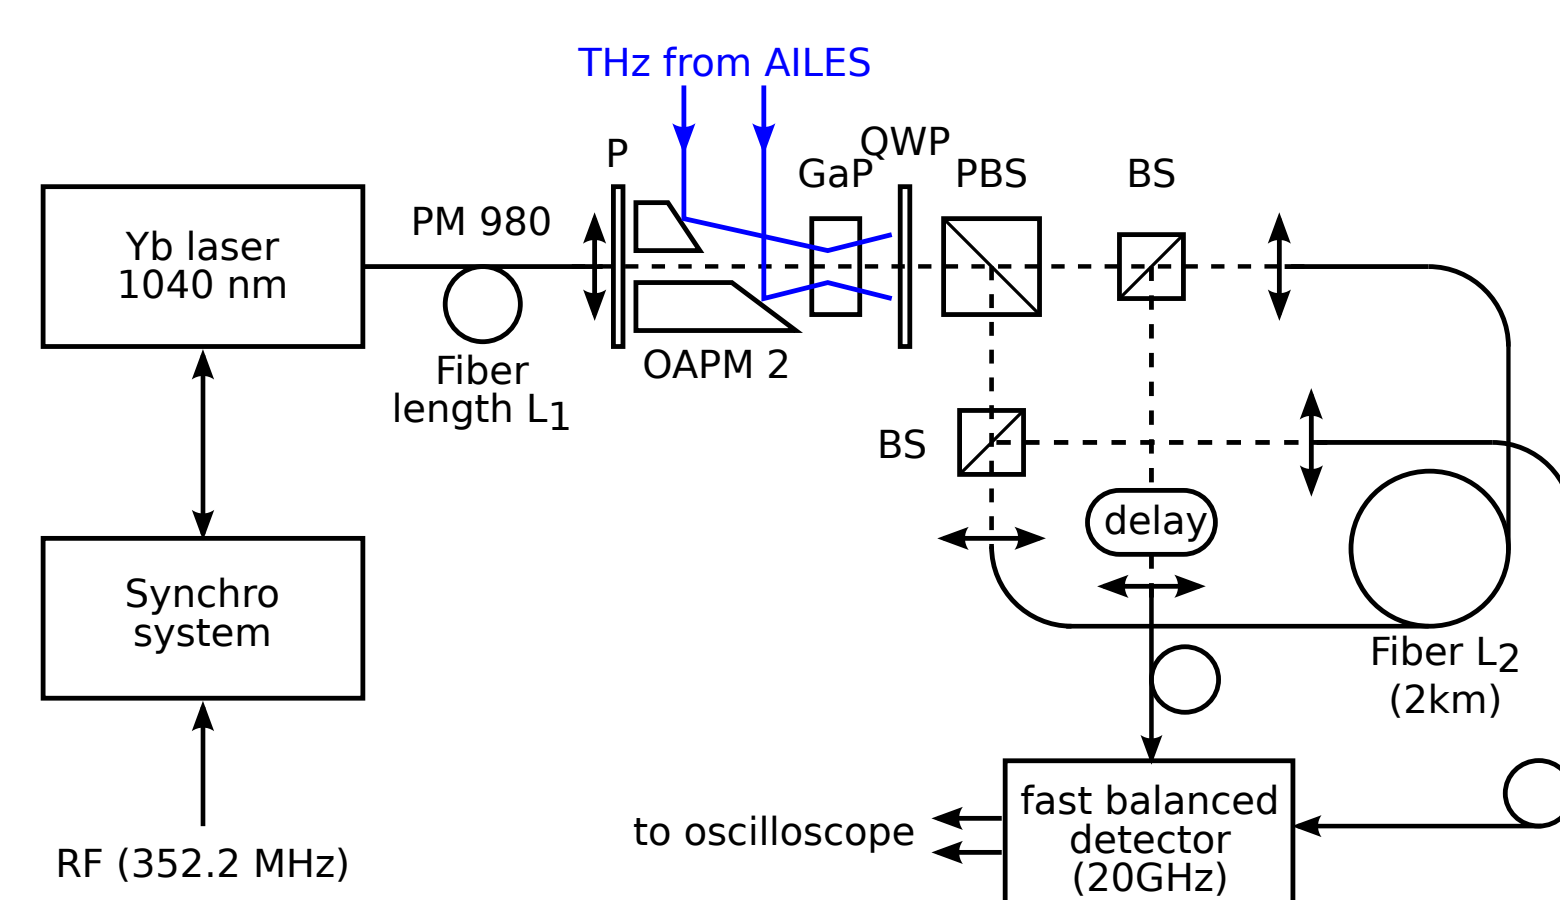 THz from AILES
P
QWP
GaP
PBS
BS
Yb laser
1040 nm
PM 980
Fiber
length L1
OAPM 2
BS
delay
Synchro
system
Fiber L2
(2km)
RF (352.2 MHz)
to oscilloscope
fast balanced
detector
(20GHz)